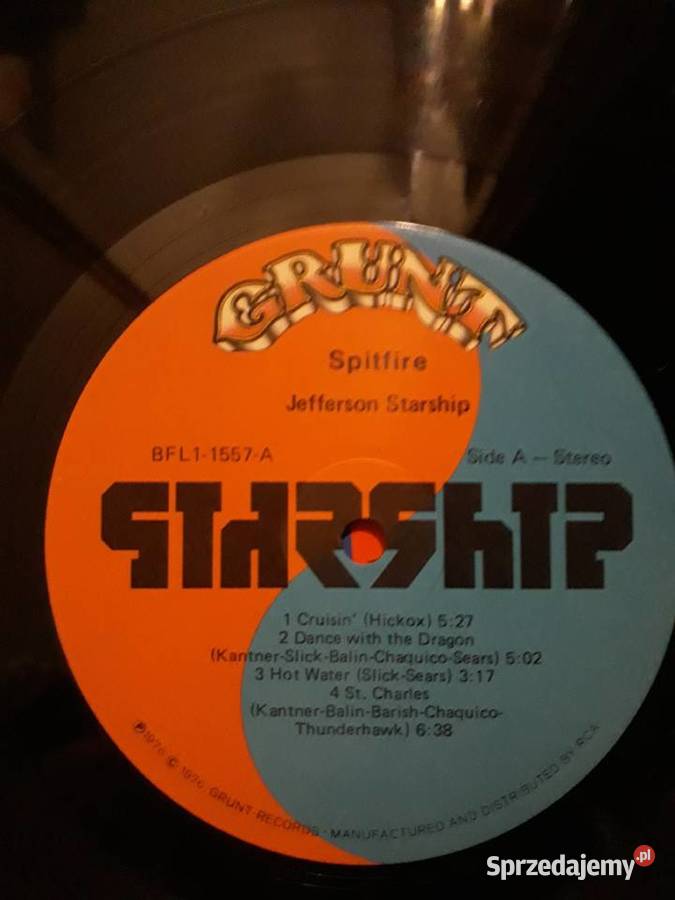 GRUNT
Spitfire
Jefferson Starship
BFL1-1557-A
Side A – Stereo
STARSHIP
1 Cruisin' (Hickox) 5:27
2 Dance with the Dragon
(Kantner-Slick-Balin-Chaquico-Sears) 5:02
3 Hot Water (Slick-Sears) 3:17
4 St. Charles
(Kantner-Balin-Barish-Chaquico-
Thunderhawk) 6:38
℗1976 © 1976 GRUNT RECORDS · MANUFACTURED AND DISTRIBUTED BY RCA
Sprzedajemy.pl